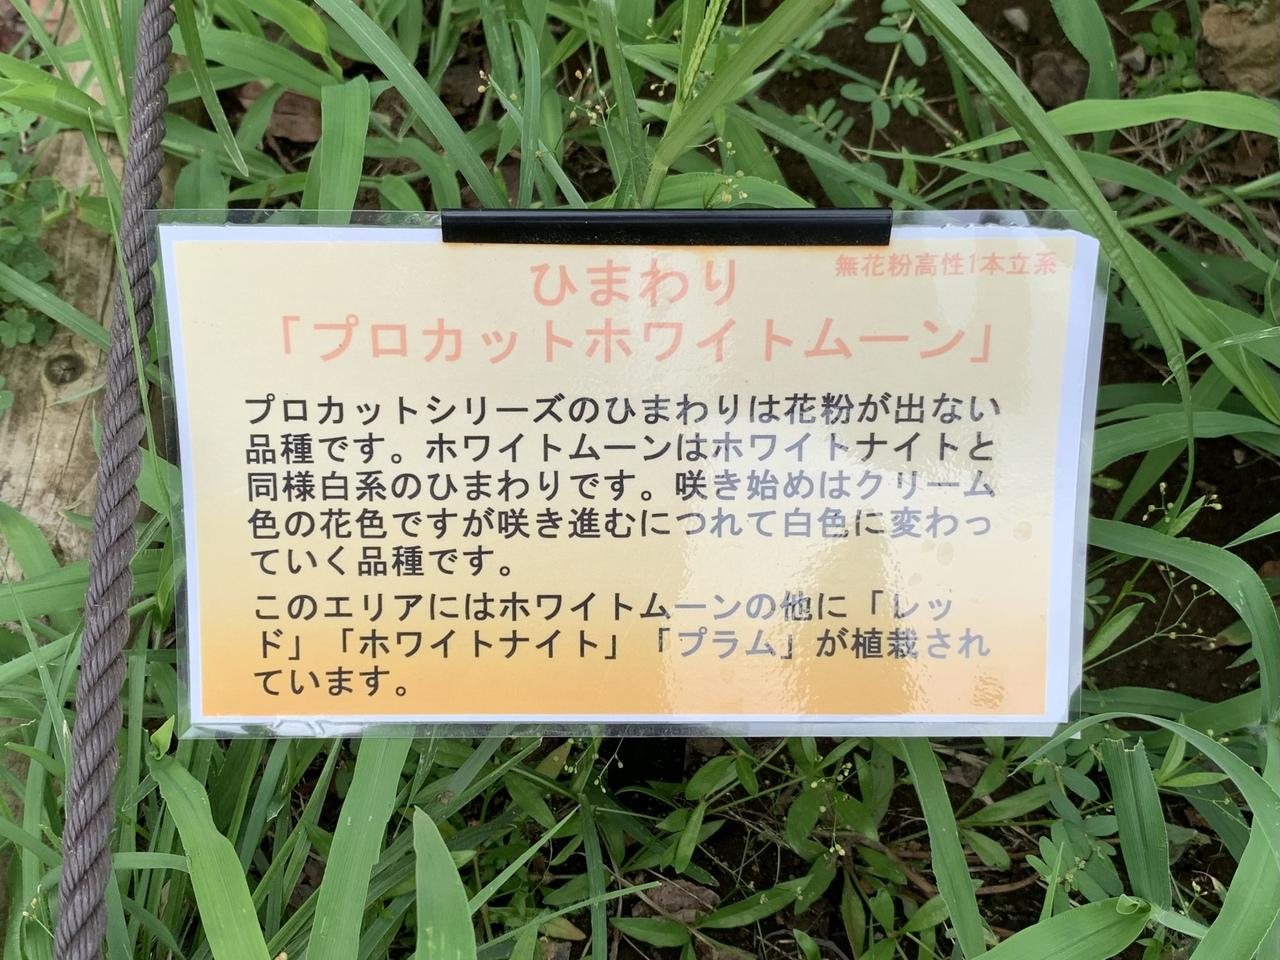 無花粉高性1本立系
ひまわり
「プロカットホワイトムーン」
プロカットシリーズのひまわりは花粉が出ない
品種です。ホワイトムーンはホワイトナイトと
同様白系のひまわりです。咲き始めはクリーム
色の花色ですが咲き進むにつれて白色に変わっ
ていく品種です。
このエリアにはホワイトムーンの他に「レッ
ド」「ホワイトナイト」「プラム」が植栽され
ています。